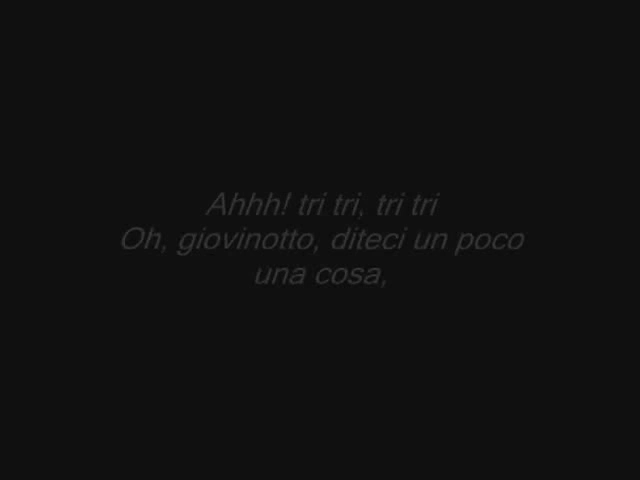 Ahhh! tri tri, tri tri
Oh, giovinotto, diteci un poco
una cosa,